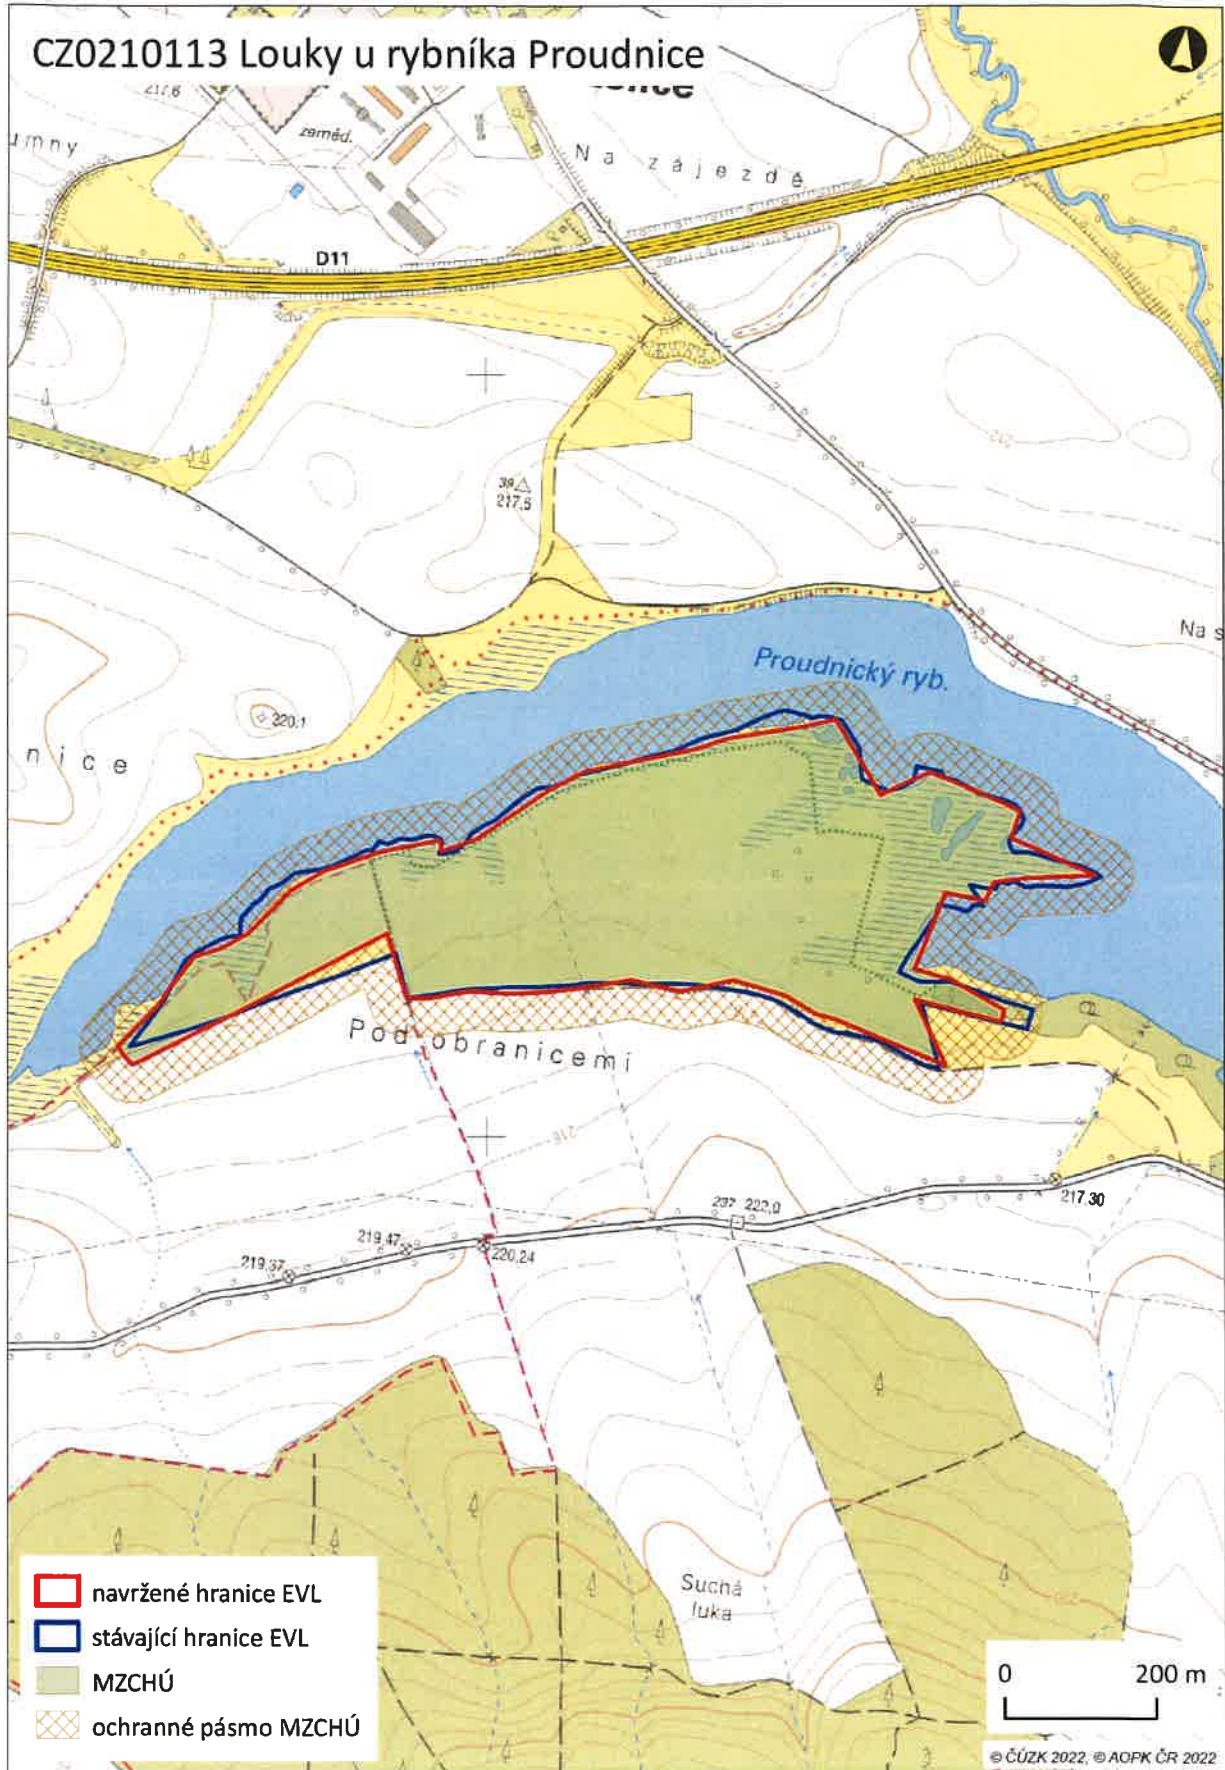 CZ0210113 Louky u rybníka Proudnice
217.6
zeměd.
Na zájezdě
D11
39
217,5
Na s
Proudnický ryb.
220,1
nice
Pod obranicemi
216
237 222,0
217.30
219,47
220,24
219,37
Suchá
luka
navržené hranice EVL
stávající hranice EVL
MZCHÚ
ochranné pásmo MZCHÚ
0 200 m
© ČÚZK 2022, © AOPK ČR 2022